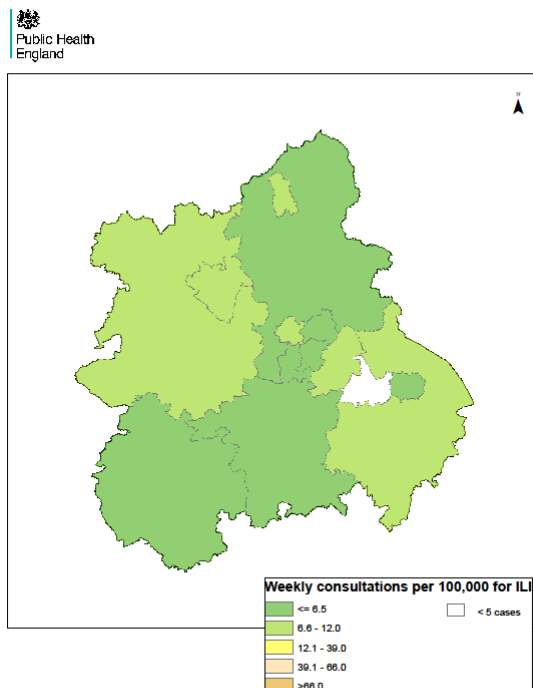 Public Health
England
N
Weekly consultations per 100,000 for ILI
<= 6.5
< 5 cases
6.6 - 12.0
12.1 - 39.0
39.1 - 66.0
>66.0